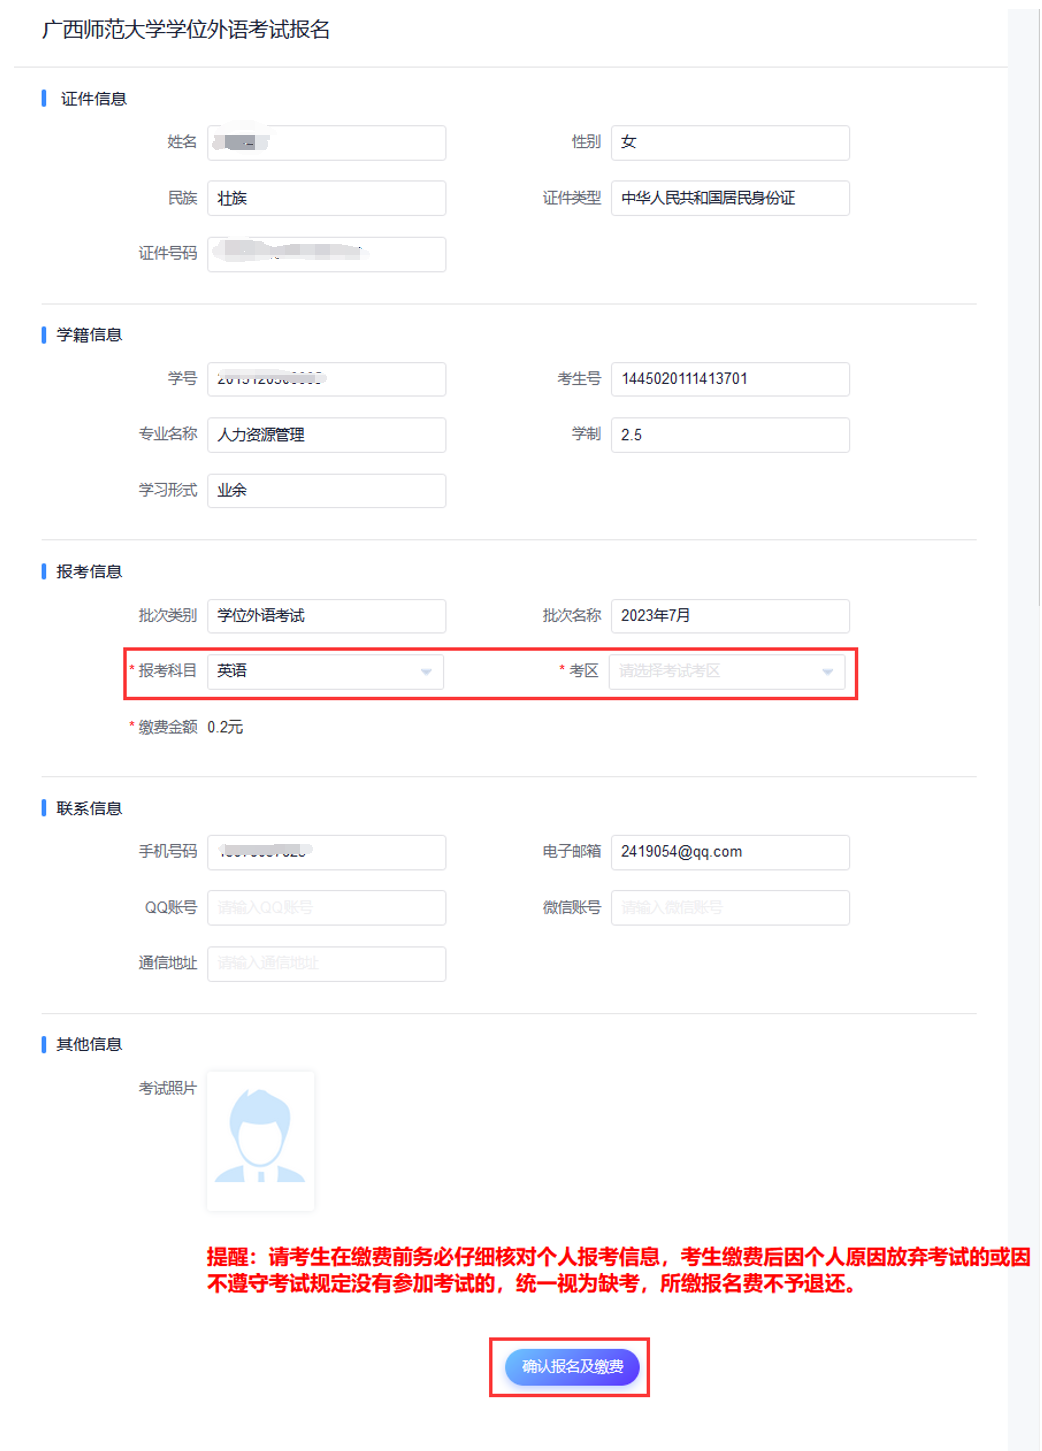 广西师范大学学位外语考试报名
证件信息
姓名 性别 女
民族 壮族 证件类型 中华人民共和国居民身份证
证件号码
学籍信息
学号 考生号 1445020111413701
专业名称 人力资源管理 学制 2.5
学习形式 业余
报考信息
批次类别 学位外语考试 批次名称 2023年7月
* 报考科目 英语 * 考区 请选择考试考区
* 缴费金额 0.2元
联系信息
手机号码 电子邮箱 2419054@qq.com
QQ账号 请输入QQ账号 微信账号 请输入微信账号
通信地址 请输入通信地址
其他信息
考试照片
提醒：请考生在缴费前务必仔细核对个人报考信息，考生缴费后因个人原因放弃考试的或因
不遵守考试规定没有参加考试的，统一视为缺考，所缴报名费不予退还。
确认报名及缴费